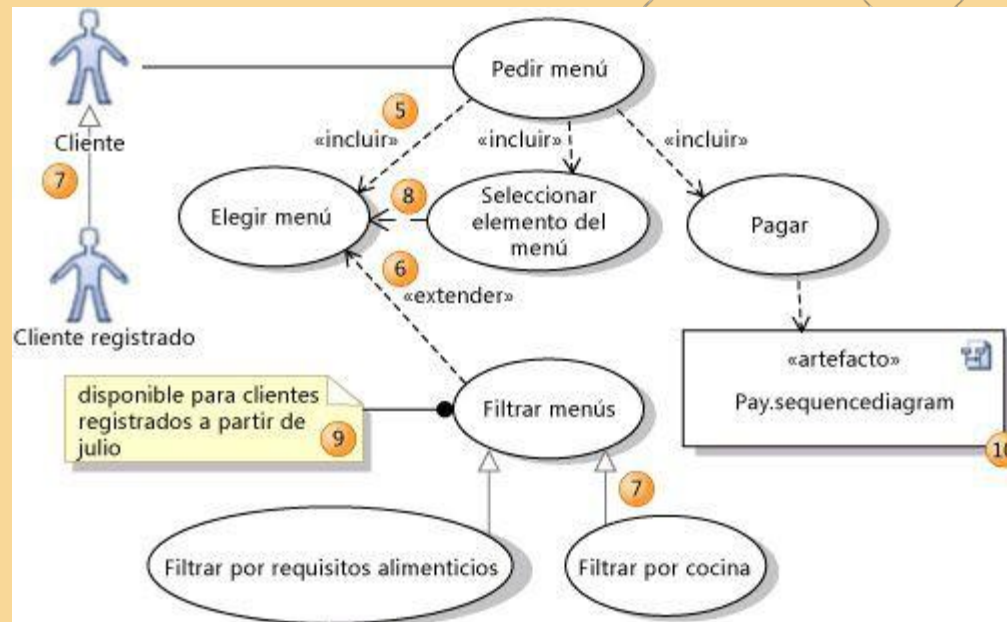 Pedir menú
5
Cliente
«incluir»
«incluir»
«incluir»
7
Elegir menú
8
Seleccionar
elemento del
menú
Pagar
6
«extender»
Cliente registrado
«artefacto»
Pay.sequencediagram
10
disponible para clientes
registrados a partir de
julio
9
Filtrar menús
7
Filtrar por requisitos alimenticios
Filtrar por cocina